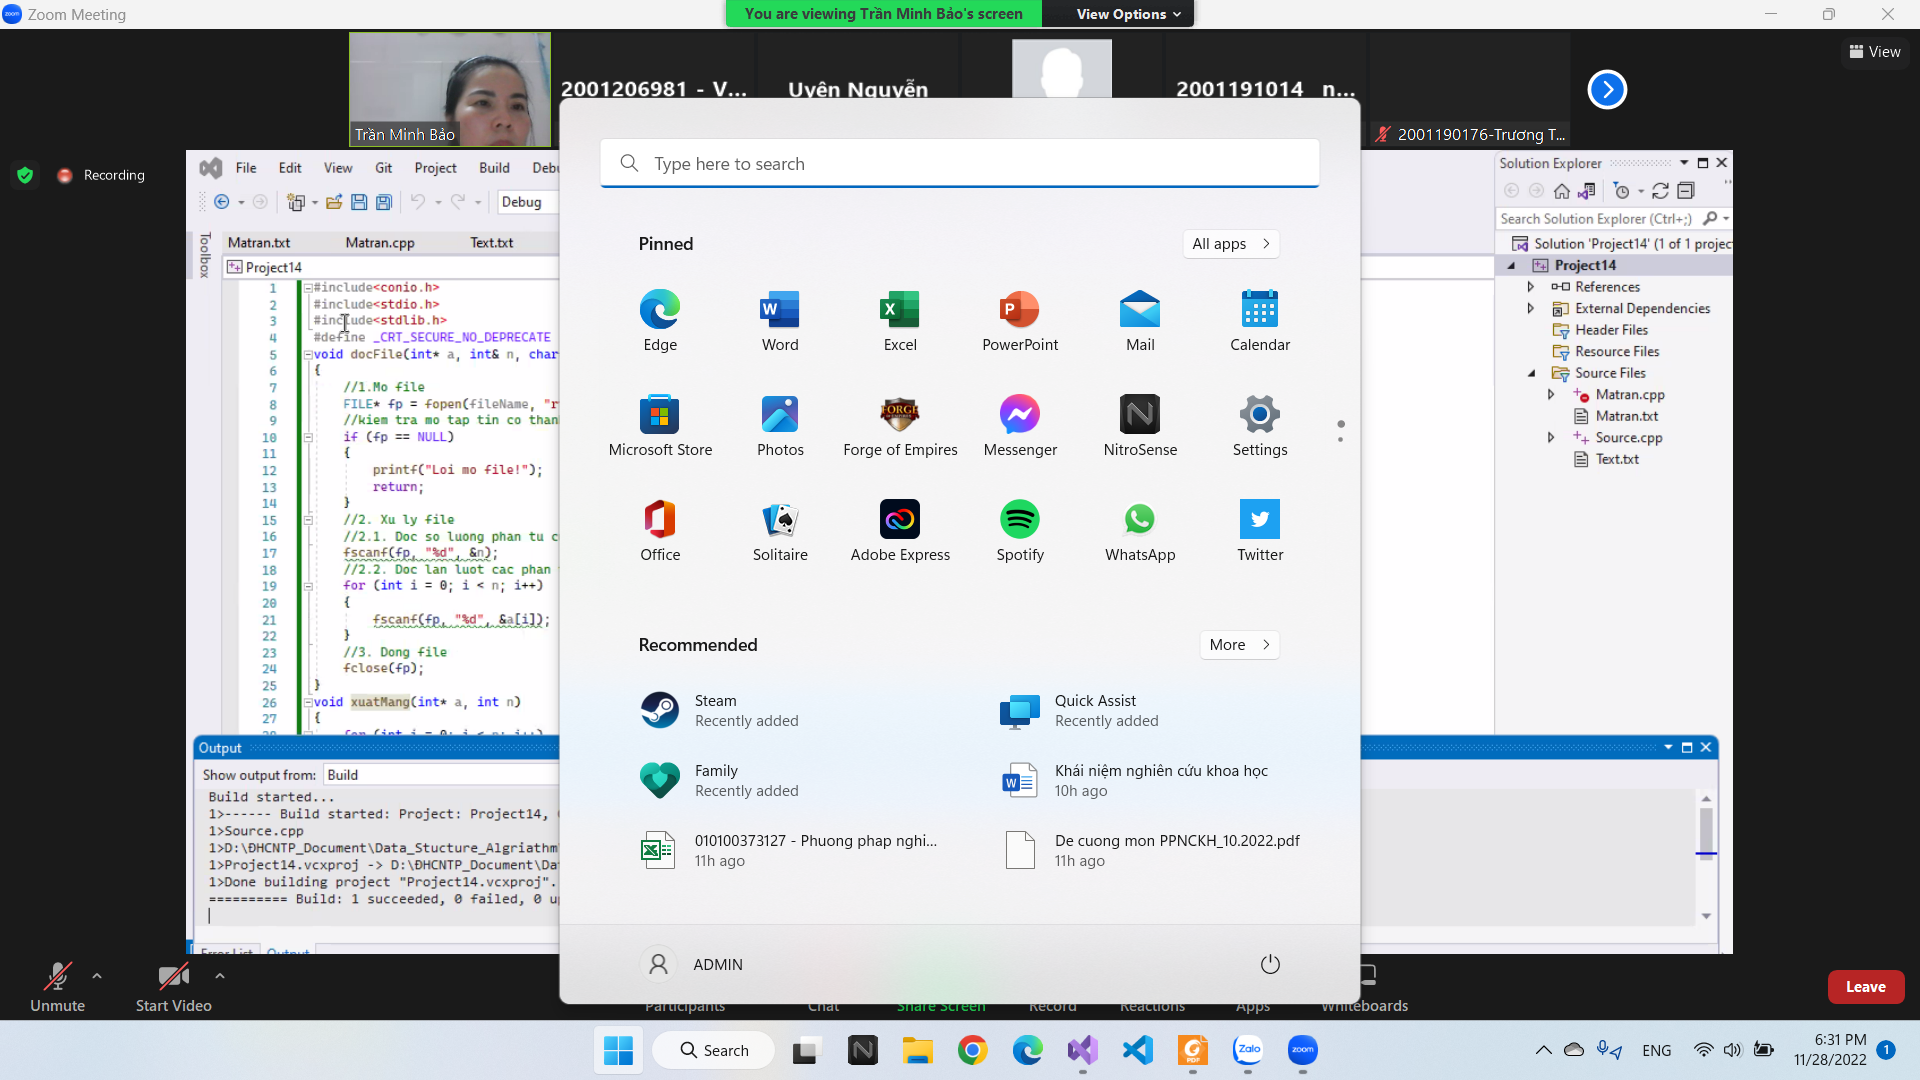 Zoom Meeting
You are viewing Trần Minh Bảo's screen
View Options
View
Trần Minh Bảo
2001206981 - V...
Uyên Nguyễn
2001191014 n...
2001190176-Trương T...
Recording
File Edit View Git Project Build
Debug
Toolbox
Matran.txt Matran.cpp Text.txt
Project14
1 #include<conio.h>
2 #include<stdio.h>
3 #include<stdlib.h>
4 #define _CRT_SECURE_NO_DEPRECATE
5 void docFile(int* a, int& n, char
6 {
7 //1.Mo file
8 FILE* fp = fopen(fileName, "r
9 //kiem tra mo tap tin co than
10 if (fp == NULL)
11 {
12 printf("Loi mo file!");
13 return;
14 }
15 //2. Xu ly file
16 //2.1. Doc so luong phan tu c
17 fscanf(fp, "%d", &n);
18 //2.2. Doc lan luot cac phan
19 for (int i = 0; i < n; i++)
20 {
21 fscanf(fp, "%d", &a[i]);
22 }
23 //3. Dong file
24 fclose(fp);
25 }
26 void xuatMang(int* a, int n)
27 {
Output
Show output from: Build
Build started...
1>------ Build started: Project: Project14,
1>Source.cpp
1>D:\ĐHCNTP_Document\Data_Stucture_Algriathm
1>Project14.vcxproj -> D:\ĐHCNTP_Document\Da
1>Done building project "Project14.vcxproj".
========== Build: 1 succeeded, 0 failed, 0 u
Error List Output
Type here to search
Pinned
All apps
Edge Word Excel PowerPoint Mail Calendar
Microsoft Store Photos Forge of Empires Messenger NitroSense Settings
Office Solitaire Adobe Express Spotify WhatsApp Twitter
Recommended
More
Steam
Recently added
Quick Assist
Recently added
Family
Recently added
Khái niệm nghiên cứu khoa học
10h ago
010100373127 - Phuong phap nghi...
11h ago
De cuong mon PPNCKH_10.2022.pdf
11h ago
ADMIN
Solution Explorer
Search Solution Explorer (Ctrl+;)
Solution 'Project14' (1 of 1 projec
Project14
References
External Dependencies
Header Files
Resource Files
Source Files
Matran.cpp
Matran.txt
Source.cpp
Text.txt
Unmute
Start Video
Participants
Chat
Share Screen
Record
Reactions
Apps
Whiteboards
Leave
Search
Zalo
zoom
ENG
6:31 PM
11/28/2022
1